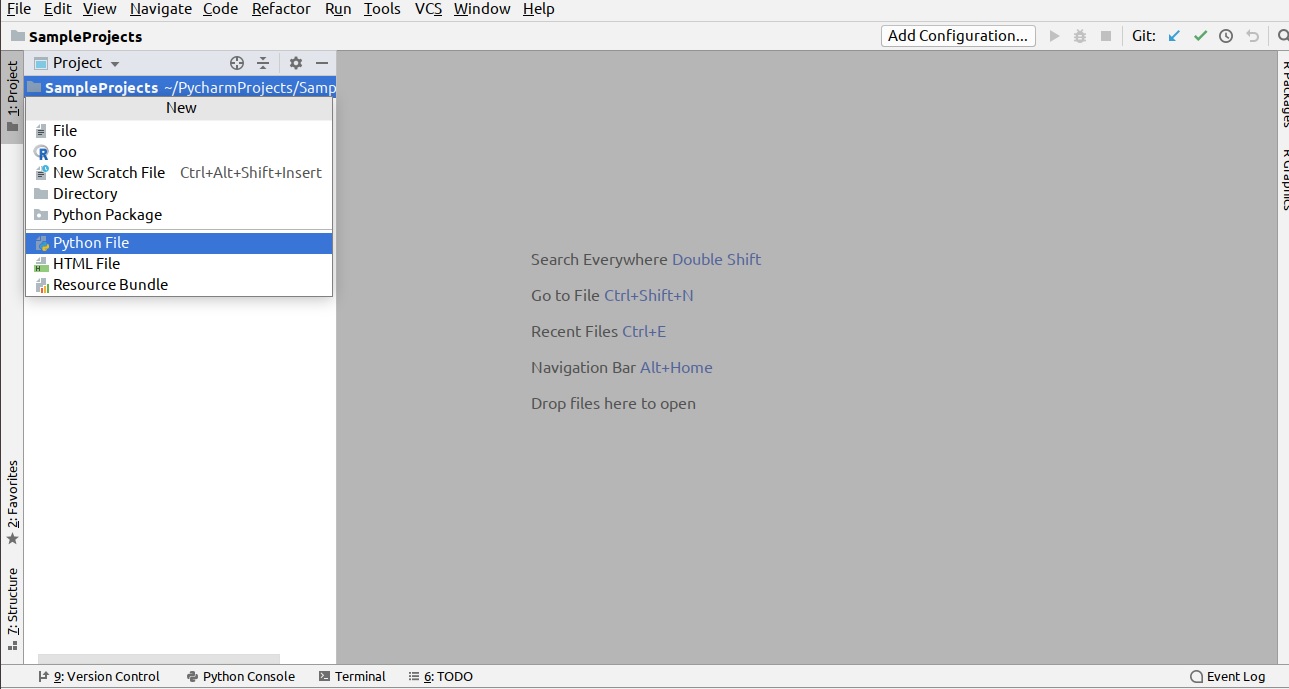 File Edit View Navigate Code Refactor Run Tools VCS Window Help
SampleProjects Add Configuration... Git:
1: Project
Project
SampleProjects ~/PycharmProjects/Samp
New
File
foo
New Scratch File Ctrl+Alt+Shift+Insert
Directory
Python Package
Python File
HTML File
Resource Bundle
Search Everywhere Double Shift
Go to File Ctrl+Shift+N
Recent Files Ctrl+E
Navigation Bar Alt+Home
Drop files here to open
R Packages
R Graphics
2: Favorites
7: Structure
9: Version Control Python Console Terminal 6: TODO Event Log